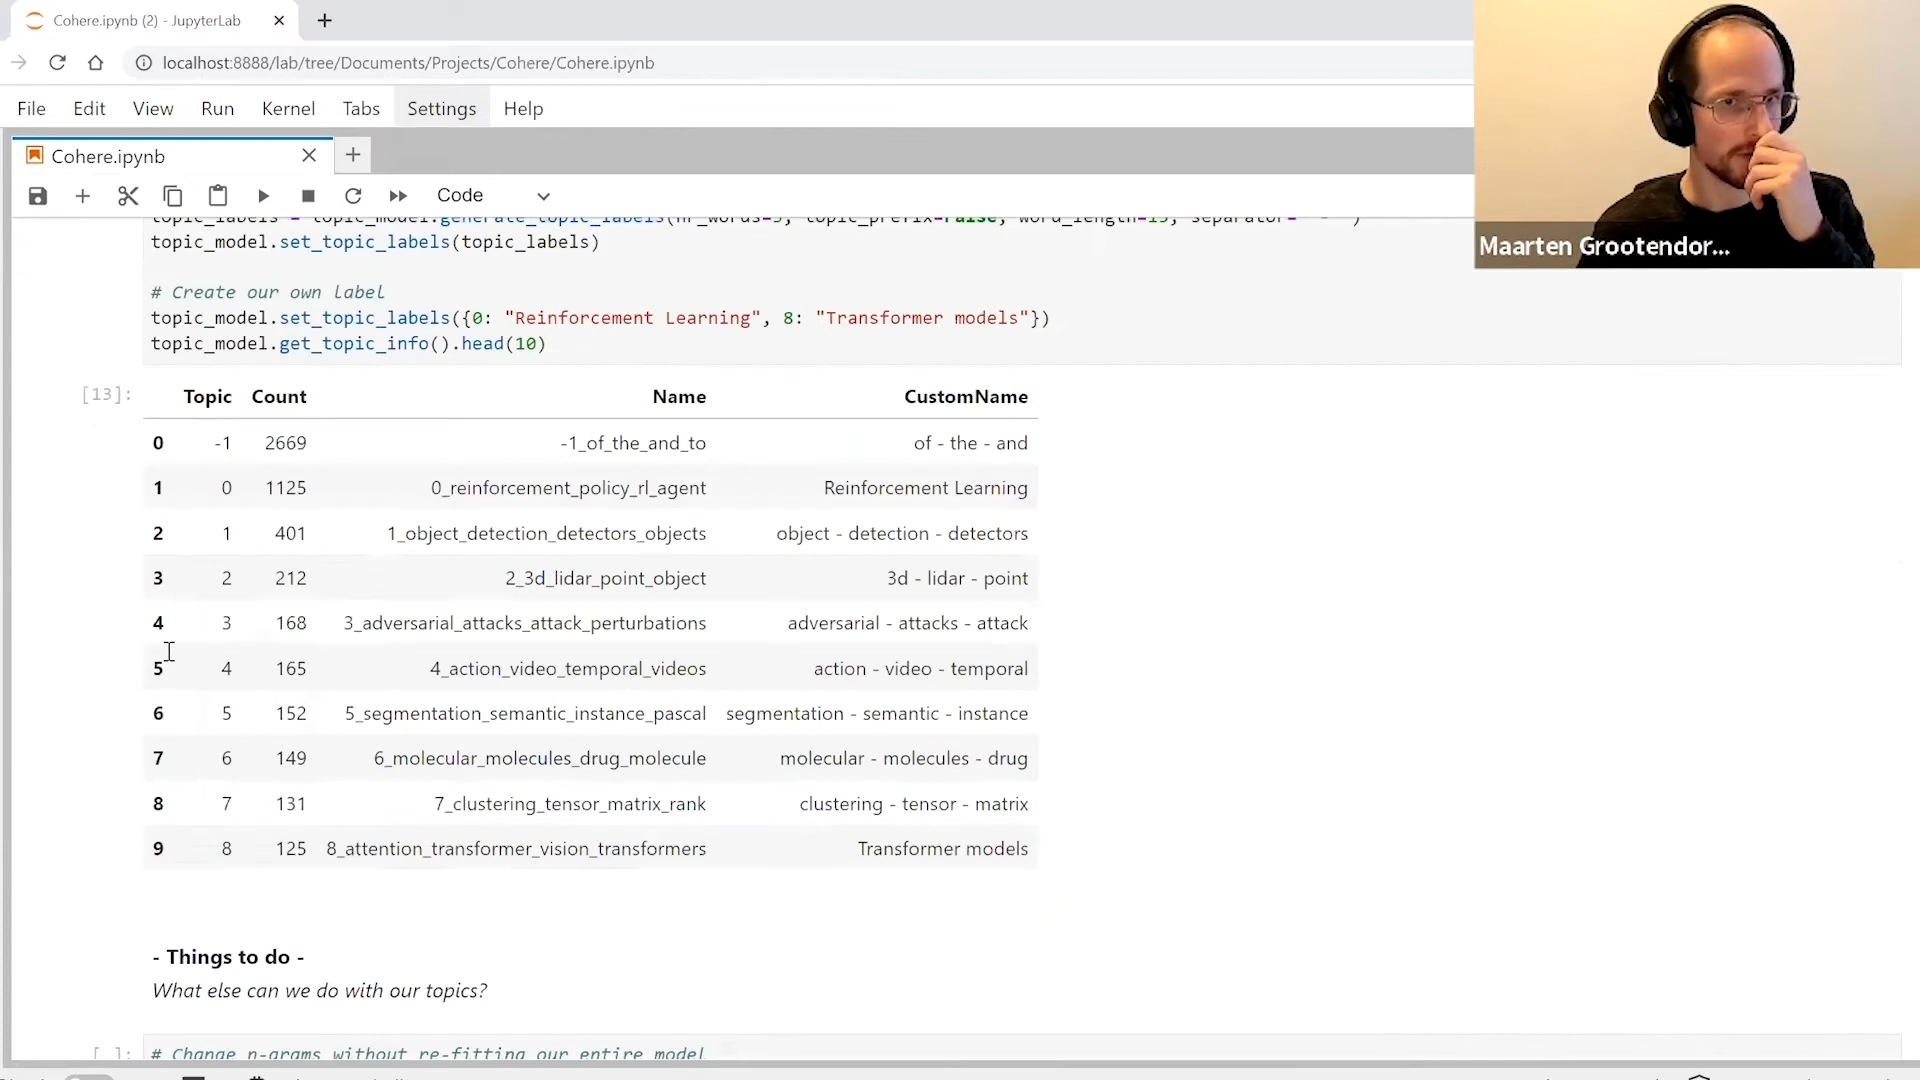 Cohere.ipynb (2) - JupyterLab
localhost:8888/lab/tree/Documents/Projects/Cohere/Cohere.ipynb
File Edit View Run Kernel Tabs Settings Help
Cohere.ipynb
Code
topic_model.set_topic_labels(topic_labels)
# Create our own label
topic_model.set_topic_labels({0: "Reinforcement Learning", 8: "Transformer models"})
topic_model.get_topic_info().head(10)
[13]:
Topic Count Name CustomName
0 -1 2669 -1_of_the_and_to of - the - and
1 0 1125 0_reinforcement_policy_rl_agent Reinforcement Learning
2 1 401 1_object_detection_detectors_objects object - detection - detectors
3 2 212 2_3d_lidar_point_object 3d - lidar - point
4 3 168 3_adversarial_attacks_attack_perturbations adversarial - attacks - attack
5 4 165 4_action_video_temporal_videos action - video - temporal
6 5 152 5_segmentation_semantic_instance_pascal segmentation - semantic - instance
7 6 149 6_molecular_molecules_drug_molecule molecular - molecules - drug
8 7 131 7_clustering_tensor_matrix_rank clustering - tensor - matrix
9 8 125 8_attention_transformer_vision_transformers Transformer models
- Things to do -
What else can we do with our topics?
[ ]: # Change n-grams without re-fitting our entire model
Maarten Grootendor...